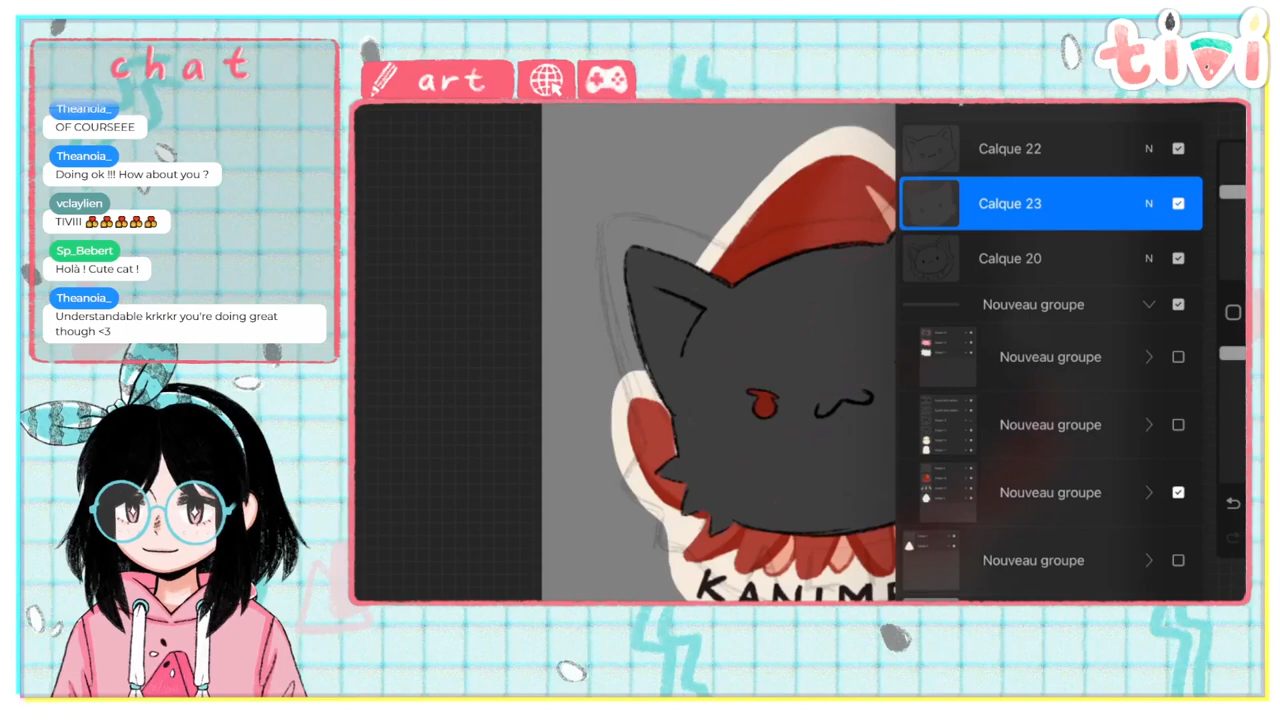 tivi
chat
Theanoia_
OF COURSEEE
Theanoia_
Doing ok !!! How about you ?
vclaylien
TIVIII
Sp_Bebert
Holà ! Cute cat !
Theanoia_
Understandable krkrkr you're doing great
though <3
art
Calque 22 N
Calque 23 N
Calque 20 N
Nouveau groupe
Nouveau groupe
Nouveau groupe
Nouveau groupe
Nouveau groupe
KANIME